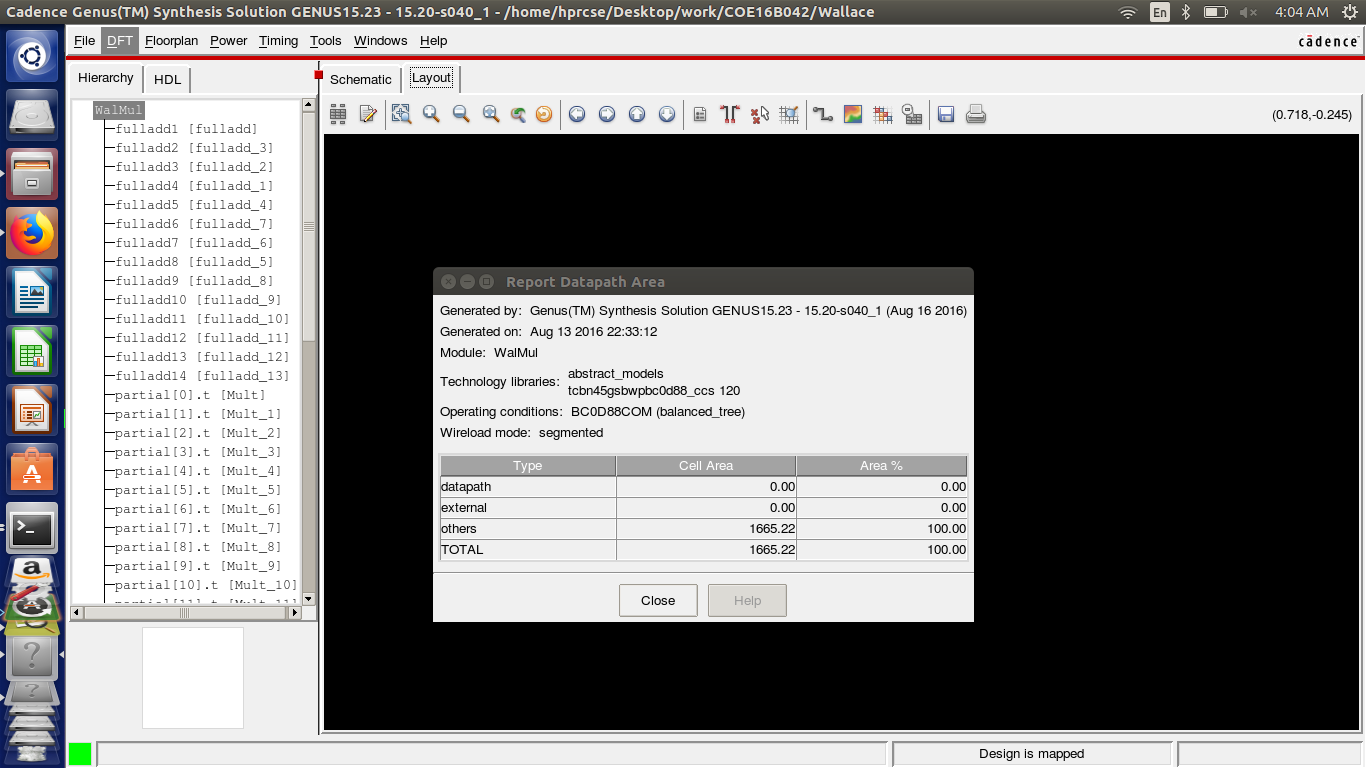 Cadence Genus(TM) Synthesis Solution GENUS15.23 - 15.20-s040_1 - /home/hprcse/Desktop/work/COE16B042/Wallace
En
4:04 AM
File DFT Floorplan Power Timing Tools Windows Help
cādence
Hierarchy HDL
Schematic Layout
(0.718,-0.245)
WalMul
fulladd1 [fulladd]
fulladd2 [fulladd_3]
fulladd3 [fulladd_2]
fulladd4 [fulladd_1]
fulladd5 [fulladd_4]
fulladd6 [fulladd_7]
fulladd7 [fulladd_6]
fulladd8 [fulladd_5]
fulladd9 [fulladd_8]
fulladd10 [fulladd_9]
fulladd11 [fulladd_10]
fulladd12 [fulladd_11]
fulladd13 [fulladd_12]
fulladd14 [fulladd_13]
partial[0].t [Mult]
partial[1].t [Mult_1]
partial[2].t [Mult_2]
partial[3].t [Mult_3]
partial[4].t [Mult_4]
partial[5].t [Mult_5]
partial[6].t [Mult_6]
partial[7].t [Mult_7]
partial[8].t [Mult_8]
partial[9].t [Mult_9]
partial[10].t [Mult_10]
Report Datapath Area
Generated by: Genus(TM) Synthesis Solution GENUS15.23 - 15.20-s040_1 (Aug 16 2016)
Generated on: Aug 13 2016 22:33:12
Module: WalMul
Technology libraries: abstract_models
tcbn45gsbwpbc0d88_ccs 120
Operating conditions: BC0D88COM (balanced_tree)
Wireload mode: segmented
Type Cell Area Area %
datapath 0.00 0.00
external 0.00 0.00
others 1665.22 100.00
TOTAL 1665.22 100.00
Close Help
Design is mapped